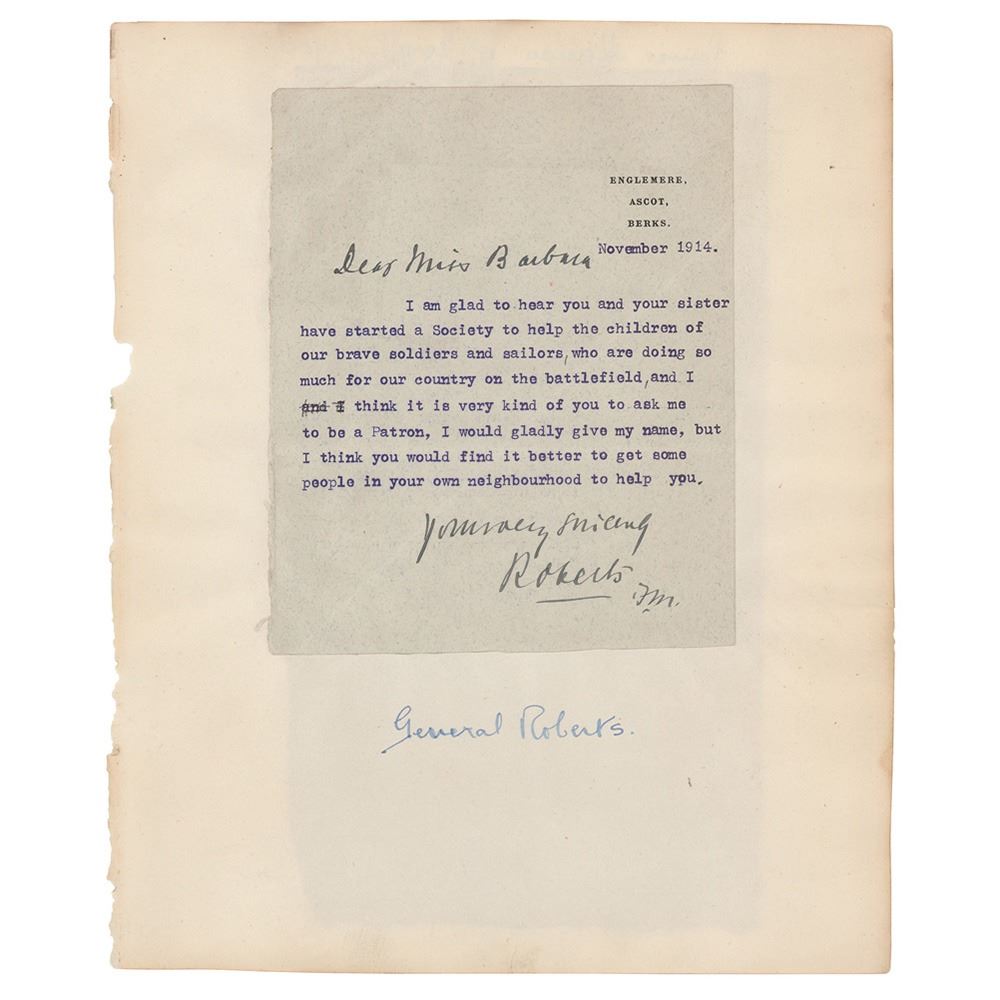 ENGLEMERE,
ASCOT,
BERKS.
November 1914.
Dear Miss Barbara
I am glad to hear you and your sister
have started a Society to help the children of
our brave soldiers and sailors, who are doing so
much for our country on the battlefield, and I
and I think it is very kind of you to ask me
to be a Patron, I would gladly give my name, but
I think you would find it better to get some
people in your own neighbourhood to help you.
Yours very sincerely
Roberts
F.M.
General Roberts.